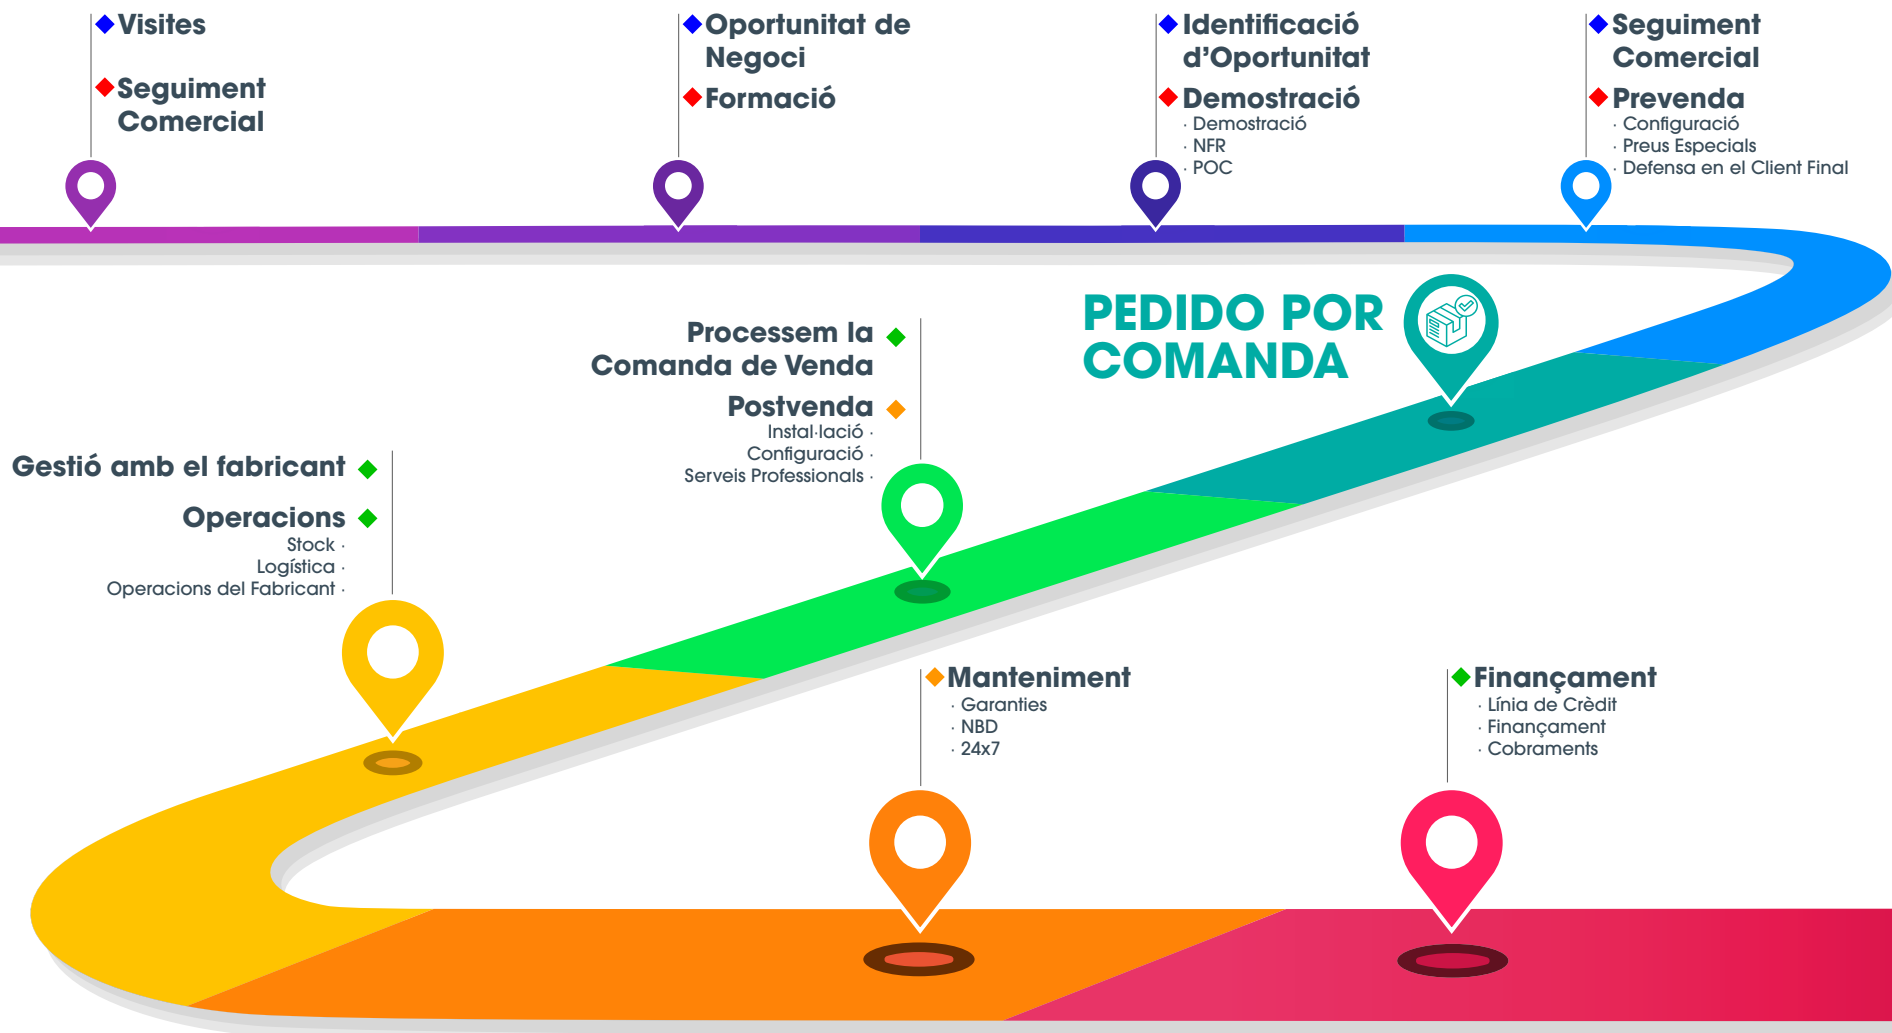 Visites
Seguiment
Comercial
Oportunitat de
Negoci
Formació
Identificació
d’Oportunitat
Demostració
· Demostració
· NFR
· POC
Seguiment
Comercial
Prevenda
· Configuració
· Preus Especials
· Defensa en el Client Final
PEDIDO POR
COMANDA
Processem la
Comanda de Venda
Postvenda
Instal·lació ·
Configuració ·
Serveis Professionals ·
Gestió amb el fabricant
Operacions
Stock ·
Logística ·
Operacions del Fabricant ·
Manteniment
· Garanties
· NBD
· 24x7
Finançament
· Línia de Crèdit
· Finançament
· Cobraments